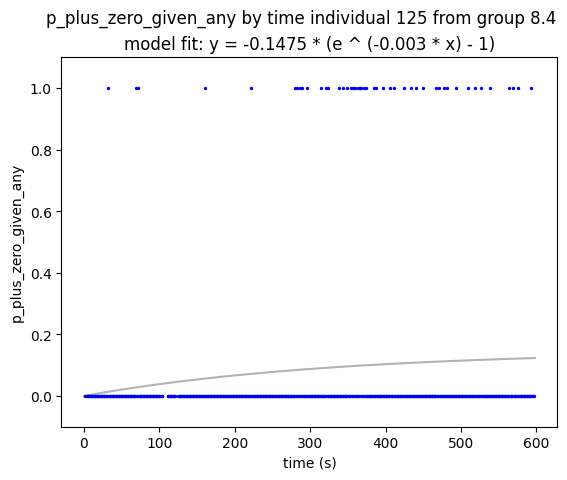 p_plus_zero_given_any by time individual 125 from group 8.4
model fit: y = -0.1475 * (e ^ (-0.003 * x) - 1)
p_plus_zero_given_any
1.0
0.8
0.6
0.4
0.2
0.0
0 100 200 300 400 500 600
time (s)